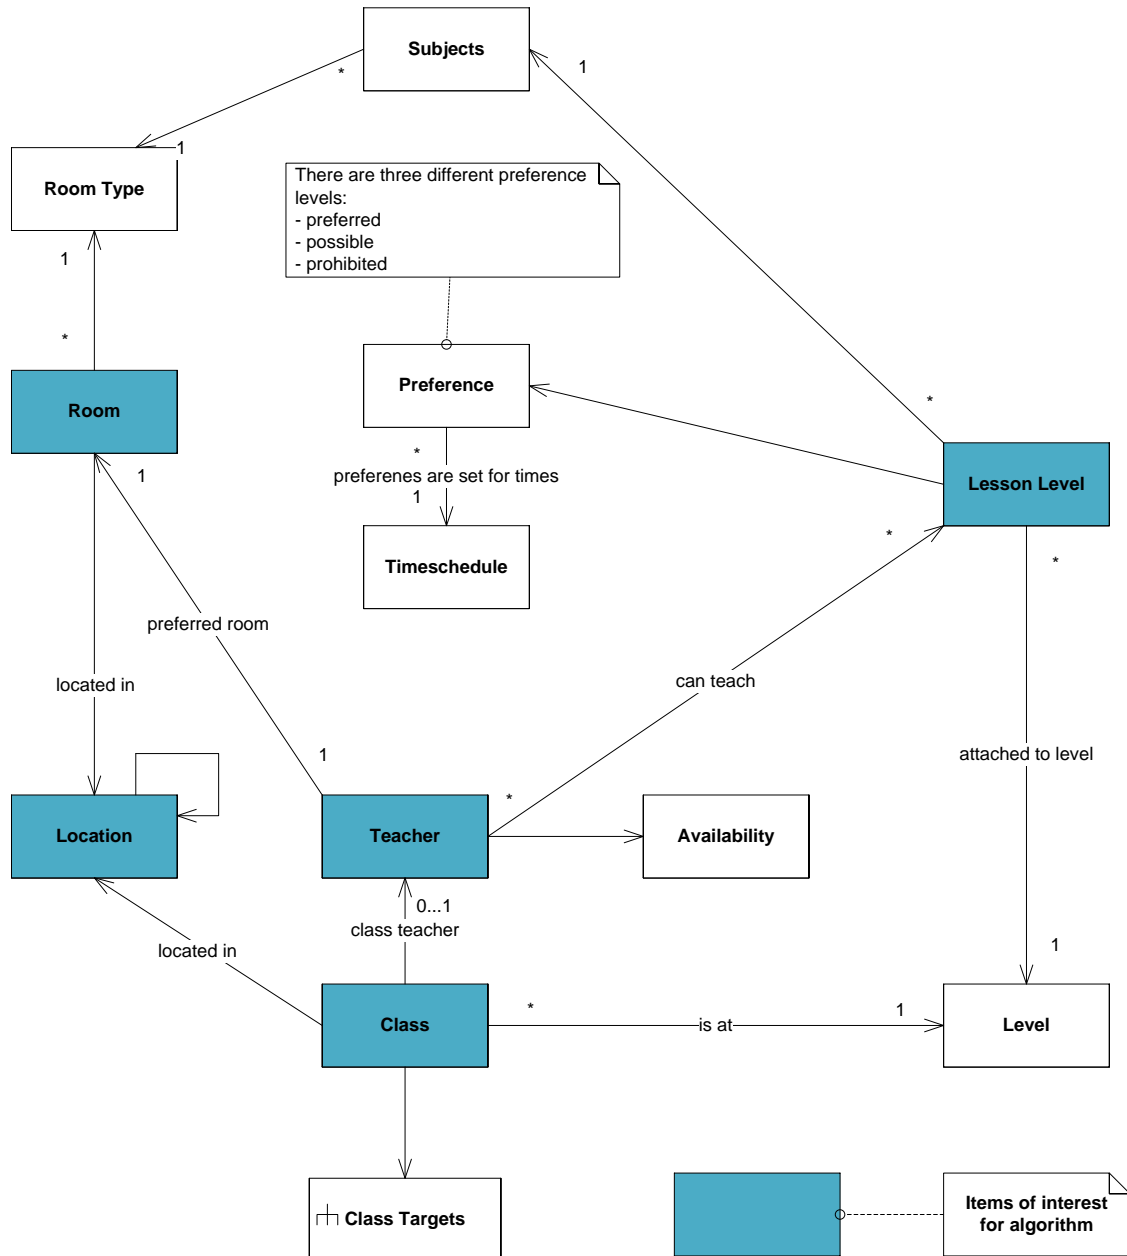 Subjects
*
1
1
Room Type
There are three different preference
levels:
- preferred
- possible
- prohibited
1
*
Preference
*
Room
*
1
preferenes are set for times
1
Lesson Level
*
*
Timeschedule
preferred room
located in
can teach
attached to level
1
*
Location
Teacher
Availability
0...1
class teacher
located in
1
*
1
Class
is at
Level
Class Targets
Items of interest
for algorithm